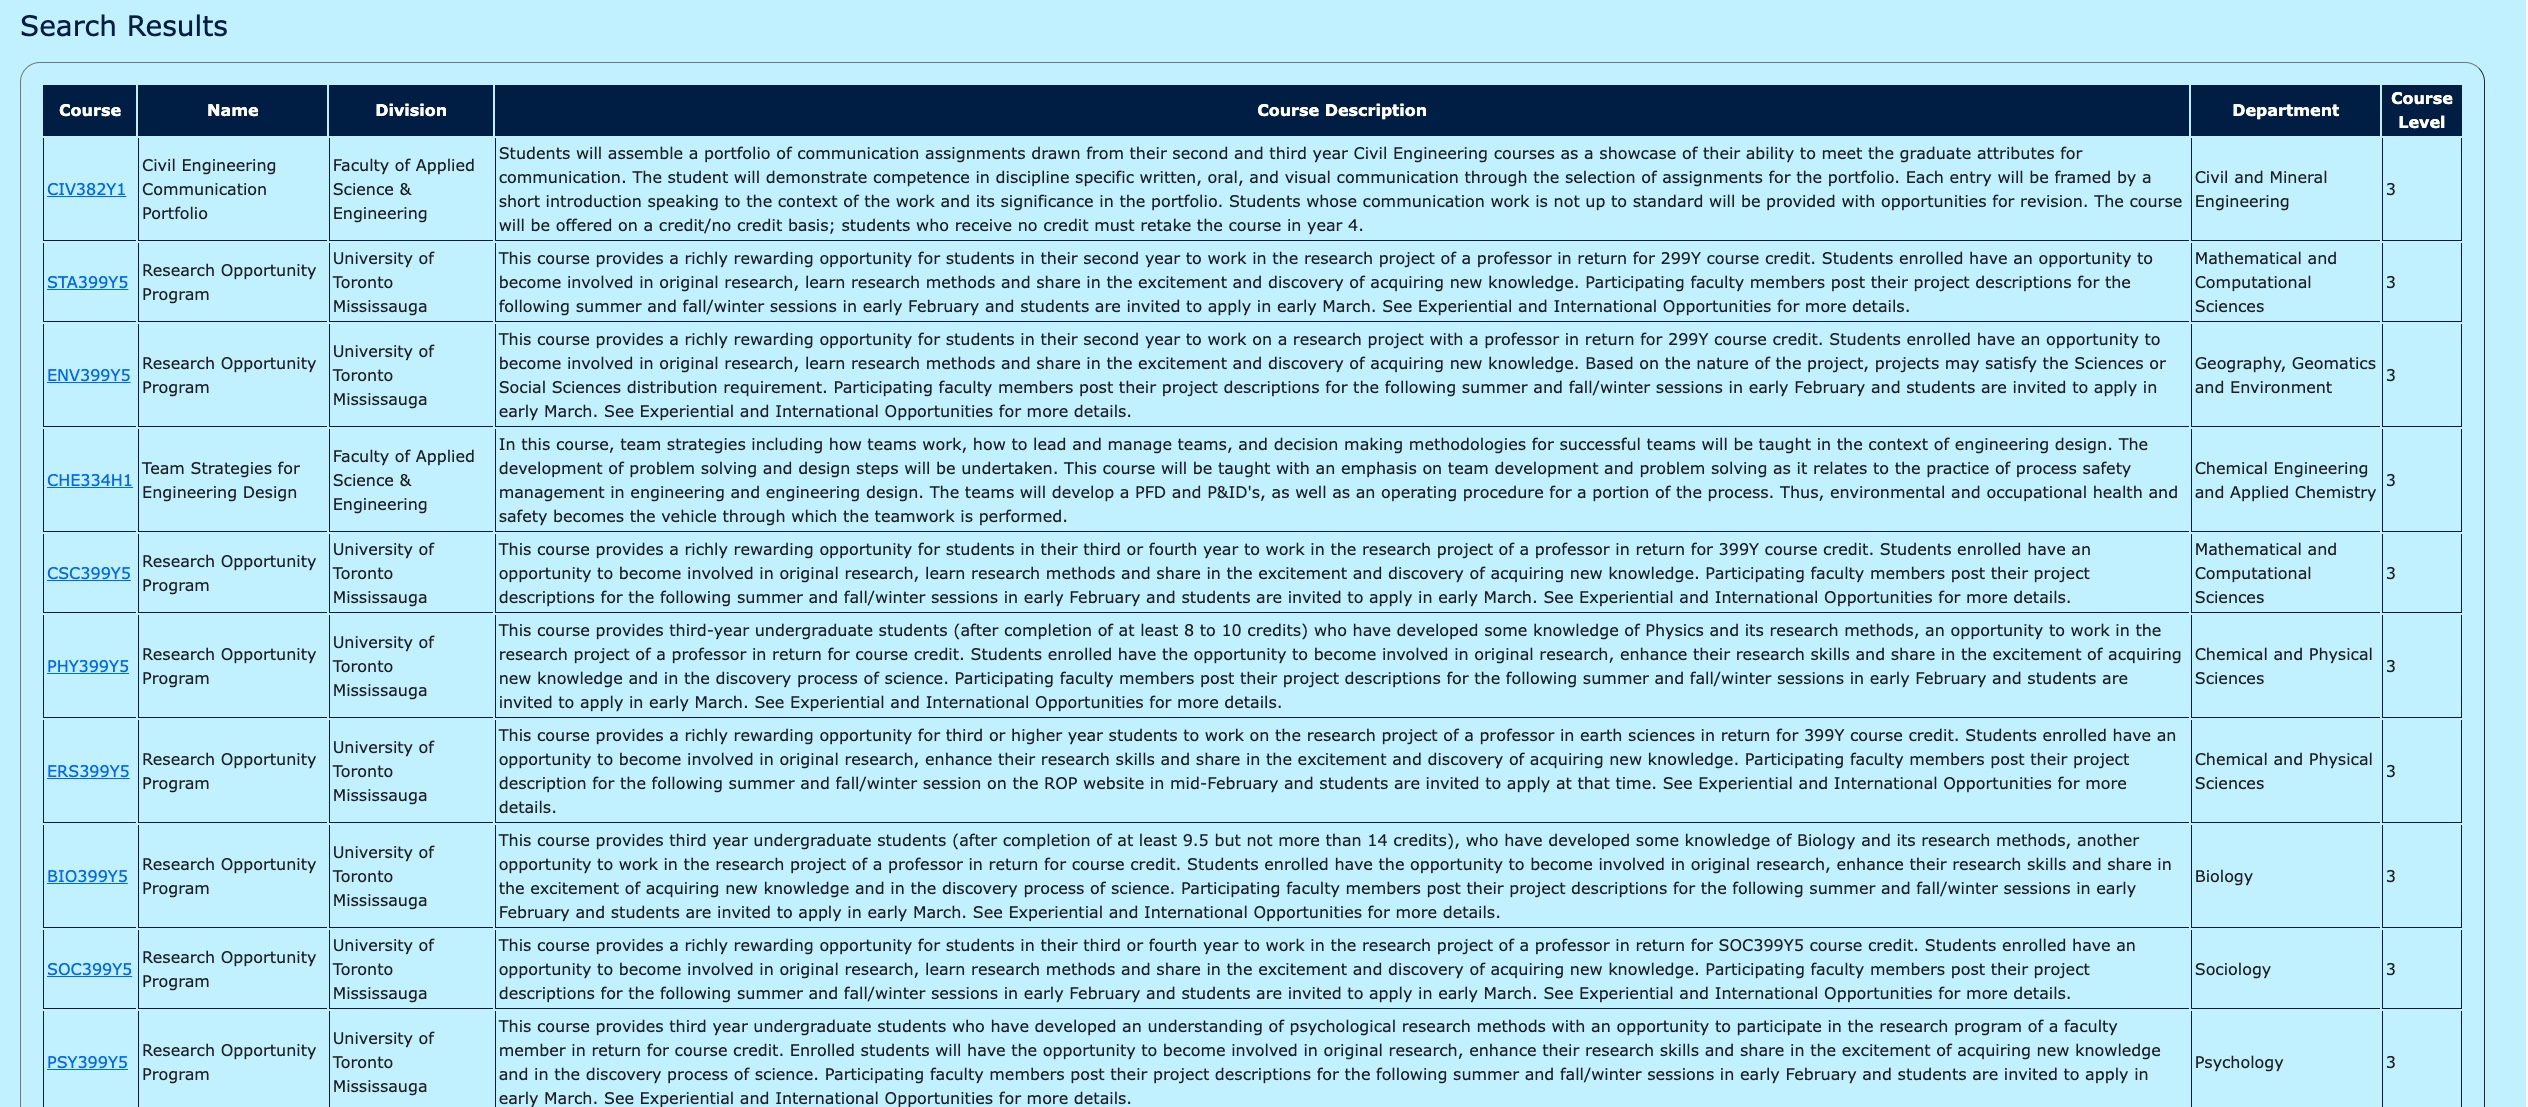 Search Results
Course
Name
Division
Course Description
Department
Course
Level
CIV382Y1
Civil Engineering
Communication
Portfolio
Faculty of Applied
Science &
Engineering
Students will assemble a portfolio of communication assignments drawn from their second and third year Civil Engineering courses as a showcase of their ability to meet the graduate attributes for
communication. The student will demonstrate competence in discipline specific written, oral, and visual communication through the selection of assignments for the portfolio. Each entry will be framed by a
short introduction speaking to the context of the work and its significance in the portfolio. Students whose communication work is not up to standard will be provided with opportunities for revision. The course
will be offered on a credit/no credit basis; students who receive no credit must retake the course in year 4.
Civil and Mineral
Engineering
3
STA399Y5
Research Opportunity
Program
University of
Toronto
Mississauga
This course provides a richly rewarding opportunity for students in their second year to work in the research project of a professor in return for 299Y course credit. Students enrolled have an opportunity to
become involved in original research, learn research methods and share in the excitement and discovery of acquiring new knowledge. Participating faculty members post their project descriptions for the
following summer and fall/winter sessions in early February and students are invited to apply in early March. See Experiential and International Opportunities for more details.
Mathematical and
Computational
Sciences
3
ENV399Y5
Research Opportunity
Program
University of
Toronto
Mississauga
This course provides a richly rewarding opportunity for students in their second year to work on a research project with a professor in return for 299Y course credit. Students enrolled have an opportunity to
become involved in original research, learn research methods and share in the excitement and discovery of acquiring new knowledge. Based on the nature of the project, projects may satisfy the Sciences or
Social Sciences distribution requirement. Participating faculty members post their project descriptions for the following summer and fall/winter sessions in early February and students are invited to apply in
early March. See Experiential and International Opportunities for more details.
Geography, Geomatics
and Environment
3
CHE334H1
Team Strategies for
Engineering Design
Faculty of Applied
Science &
Engineering
In this course, team strategies including how teams work, how to lead and manage teams, and decision making methodologies for successful teams will be taught in the context of engineering design. The
development of problem solving and design steps will be undertaken. This course will be taught with an emphasis on team development and problem solving as it relates to the practice of process safety
management in engineering and engineering design. The teams will develop a PFD and P&ID's, as well as an operating procedure for a portion of the process. Thus, environmental and occupational health and
safety becomes the vehicle through which the teamwork is performed.
Chemical Engineering
and Applied Chemistry
3
CSC399Y5
Research Opportunity
Program
University of
Toronto
Mississauga
This course provides a richly rewarding opportunity for students in their third or fourth year to work in the research project of a professor in return for 399Y course credit. Students enrolled have an
opportunity to become involved in original research, learn research methods and share in the excitement and discovery of acquiring new knowledge. Participating faculty members post their project
descriptions for the following summer and fall/winter sessions in early February and students are invited to apply in early March. See Experiential and International Opportunities for more details.
Mathematical and
Computational
Sciences
3
PHY399Y5
Research Opportunity
Program
University of
Toronto
Mississauga
This course provides third-year undergraduate students (after completion of at least 8 to 10 credits) who have developed some knowledge of Physics and its research methods, an opportunity to work in the
research project of a professor in return for course credit. Students enrolled have the opportunity to become involved in original research, enhance their research skills and share in the excitement of acquiring
new knowledge and in the discovery process of science. Participating faculty members post their project descriptions for the following summer and fall/winter sessions in early February and students are
invited to apply in early March. See Experiential and International Opportunities for more details.
Chemical and Physical
Sciences
3
ERS399Y5
Research Opportunity
Program
University of
Toronto
Mississauga
This course provides a richly rewarding opportunity for third or higher year students to work on the research project of a professor in earth sciences in return for 399Y course credit. Students enrolled have an
opportunity to become involved in original research, enhance their research skills and share in the excitement and discovery of acquiring new knowledge. Participating faculty members post their project
description for the following summer and fall/winter session on the ROP website in mid-February and students are invited to apply at that time. See Experiential and International Opportunities for more
details.
Chemical and Physical
Sciences
3
BIO399Y5
Research Opportunity
Program
University of
Toronto
Mississauga
This course provides third year undergraduate students (after completion of at least 9.5 but not more than 14 credits), who have developed some knowledge of Biology and its research methods, another
opportunity to work in the research project of a professor in return for course credit. Students enrolled have the opportunity to become involved in original research, enhance their research skills and share in
the excitement of acquiring new knowledge and in the discovery process of science. Participating faculty members post their project descriptions for the following summer and fall/winter sessions in early
February and students are invited to apply in early March. See Experiential and International Opportunities for more details.
Biology
3
SOC399Y5
Research Opportunity
Program
University of
Toronto
Mississauga
This course provides a richly rewarding opportunity for students in their third or fourth year to work in the research project of a professor in return for SOC399Y5 course credit. Students enrolled have an
opportunity to become involved in original research, learn research methods and share in the excitement and discovery of acquiring new knowledge. Participating faculty members post their project
descriptions for the following summer and fall/winter sessions in early February and students are invited to apply in early March. See Experiential and International Opportunities for more details.
Sociology
3
PSY399Y5
Research Opportunity
Program
University of
Toronto
Mississauga
This course provides third year undergraduate students who have developed an understanding of psychological research methods with an opportunity to participate in the research program of a faculty
member in return for course credit. Enrolled students will have the opportunity to become involved in original research, enhance their research skills and share in the excitement of acquiring new knowledge
and in the discovery process of science. Participating faculty members post their project descriptions for the following summer and fall/winter sessions in early February and students are invited to apply in
early March. See Experiential and International Opportunities for more details.
Psychology
3